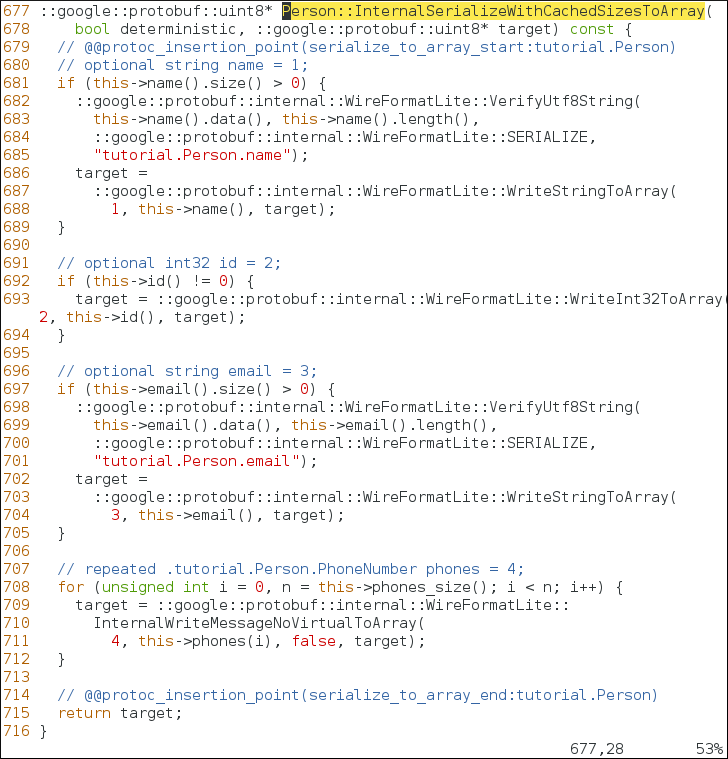 677 ::google::protobuf::uint8* Person::InternalSerializeWithCachedSizesToArray(
678     bool deterministic, ::google::protobuf::uint8* target) const {
679   // @@protoc_insertion_point(serialize_to_array_start:tutorial.Person)
680   // optional string name = 1;
681   if (this->name().size() > 0) {
682     ::google::protobuf::internal::WireFormatLite::VerifyUtf8String(
683       this->name().data(), this->name().length(),
684       ::google::protobuf::internal::WireFormatLite::SERIALIZE,
685       "tutorial.Person.name");
686     target =
687       ::google::protobuf::internal::WireFormatLite::WriteStringToArray(
688         1, this->name(), target);
689   }
690
691   // optional int32 id = 2;
692   if (this->id() != 0) {
693     target = ::google::protobuf::internal::WireFormatLite::WriteInt32ToArray(
    2, this->id(), target);
694   }
695
696   // optional string email = 3;
697   if (this->email().size() > 0) {
698     ::google::protobuf::internal::WireFormatLite::VerifyUtf8String(
699       this->email().data(), this->email().length(),
700       ::google::protobuf::internal::WireFormatLite::SERIALIZE,
701       "tutorial.Person.email");
702     target =
703       ::google::protobuf::internal::WireFormatLite::WriteStringToArray(
704         3, this->email(), target);
705   }
706
707   // repeated .tutorial.Person.PhoneNumber phones = 4;
708   for (unsigned int i = 0, n = this->phones_size(); i < n; i++) {
709     target = ::google::protobuf::internal::WireFormatLite::
710       InternalWriteMessageNoVirtualToArray(
711         4, this->phones(i), false, target);
712   }
713
714   // @@protoc_insertion_point(serialize_to_array_end:tutorial.Person)
715   return target;
716 }
677,28        53%